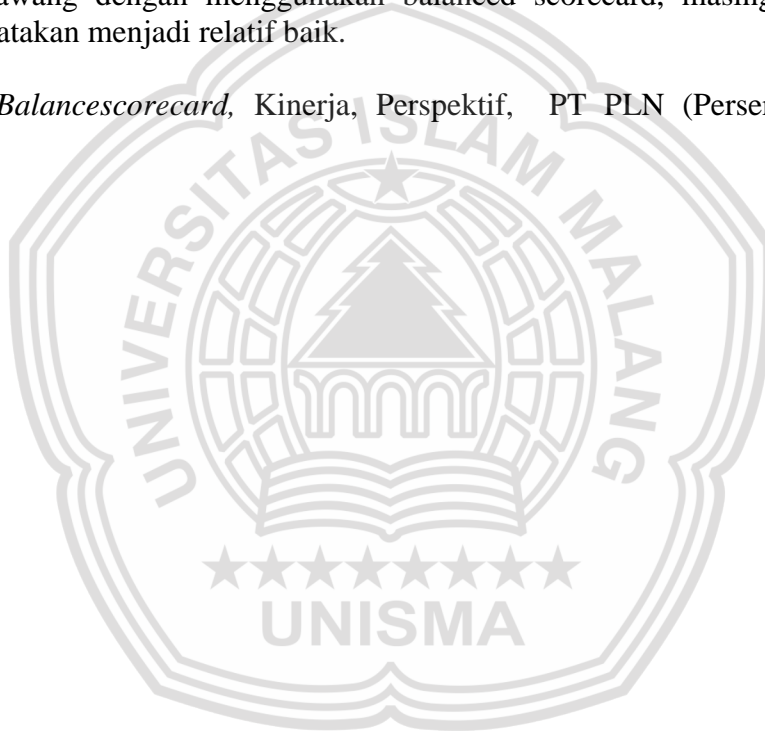 awang dengan menggunakan balanced scorecard, masing
atakan menjadi relatif baik.
Balancescorecard, Kinerja, Perspektif, PT PLN (Perser
UNIVERSITAS ISLAM MALANG
UNISMA